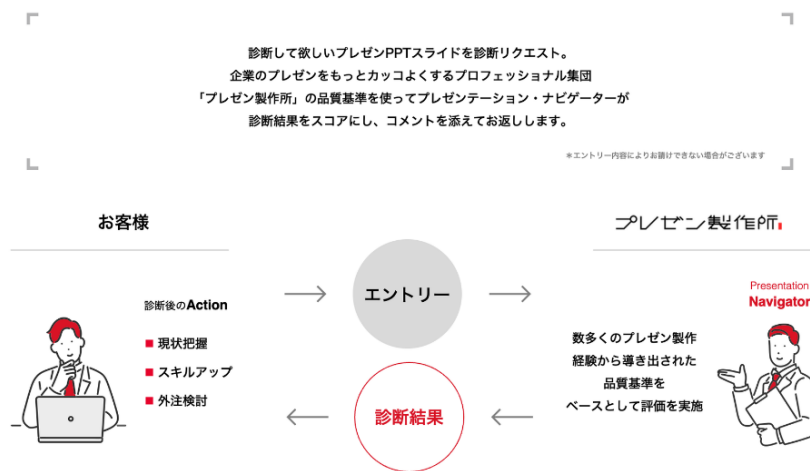 診断して欲しいプレゼンPPTスライドを診断リクエスト。
企業のプレゼンをもっとカッコよくするプロフェッショナル集団
「プレゼン製作所」の品質基準を使ってプレゼンテーション・ナビゲーターが
診断結果をスコアにし、コメントを添えてお返しします。
＊エントリー内容によりお請けできない場合がございます
お客様
プレゼン製作所
診断後のAction
現状把握
スキルアップ
外注検討
エントリー
診断結果
Presentation
Navigator
数多くのプレゼン製作
経験から導き出された
品質基準を
ベースとして評価を実施